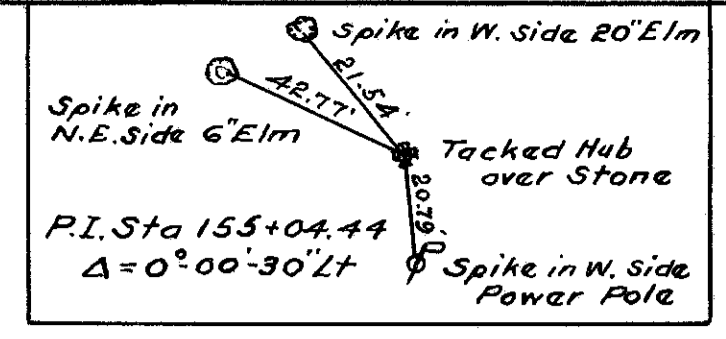 Spike in W. Side 20"Elm
21.54'
42.77'
Spike in
N.E. Side 6"Elm
Tacked Hub
over Stone
20.79'
P.I. Sta 155+04.44
Δ = 0°-00'-30" Lt
Spike in W. Side
Power Pole